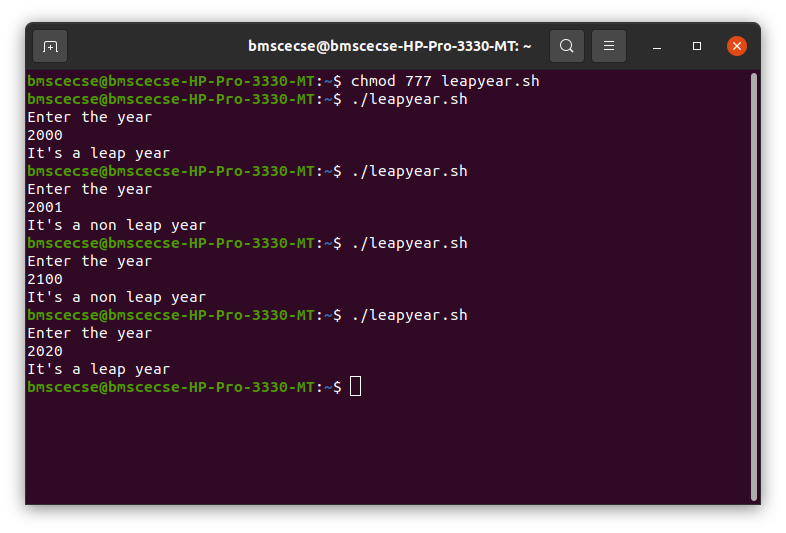 bmscecse@bmscecse-HP-Pro-3330-MT: ~
bmscecse@bmscecse-HP-Pro-3330-MT:~$ chmod 777 leapyear.sh
bmscecse@bmscecse-HP-Pro-3330-MT:~$ ./leapyear.sh
Enter the year
2000
It's a leap year
bmscecse@bmscecse-HP-Pro-3330-MT:~$ ./leapyear.sh
Enter the year
2001
It's a non leap year
bmscecse@bmscecse-HP-Pro-3330-MT:~$ ./leapyear.sh
Enter the year
2100
It's a non leap year
bmscecse@bmscecse-HP-Pro-3330-MT:~$ ./leapyear.sh
Enter the year
2020
It's a leap year
bmscecse@bmscecse-HP-Pro-3330-MT:~$